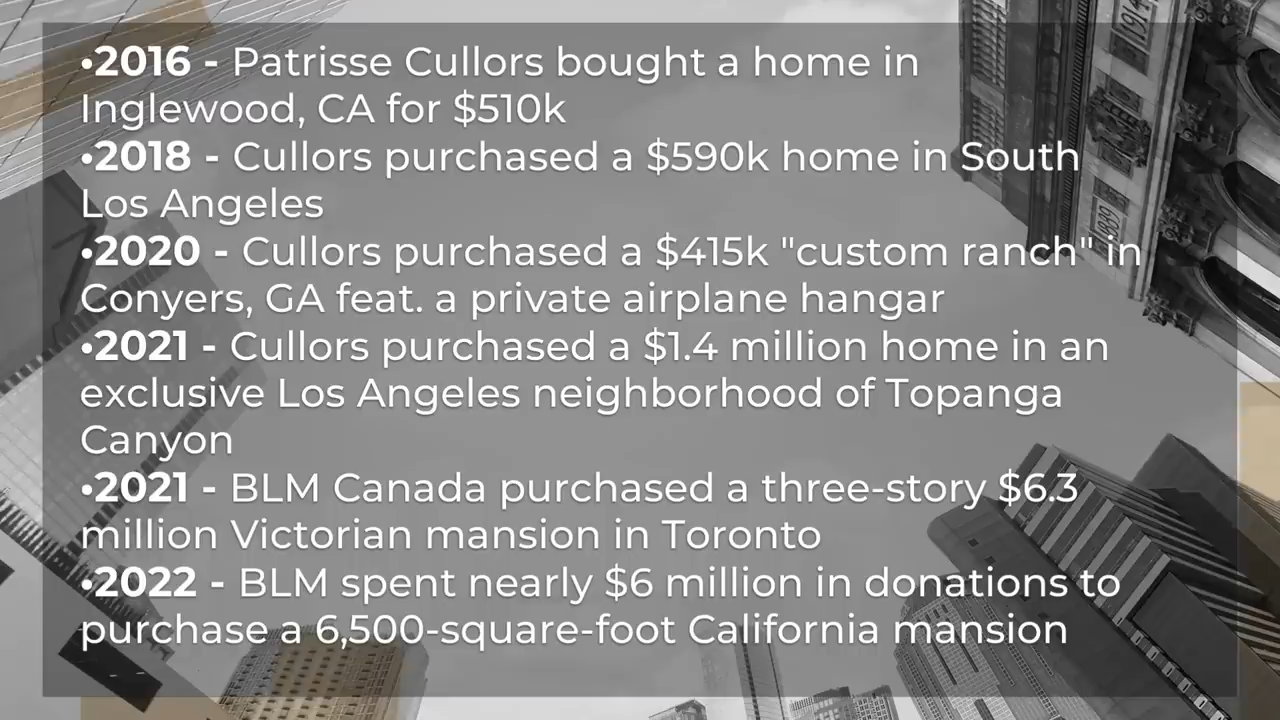 •2016 - Patrisse Cullors bought a home in
Inglewood, CA for $510k
•2018 - Cullors purchased a $590k home in South
Los Angeles
•2020 - Cullors purchased a $415k "custom ranch" in
Conyers, GA feat. a private airplane hangar
•2021 - Cullors purchased a $1.4 million home in an
exclusive Los Angeles neighborhood of Topanga
Canyon
•2021 - BLM Canada purchased a three-story $6.3
million Victorian mansion in Toronto
•2022 - BLM spent nearly $6 million in donations to
purchase a 6,500-square-foot California mansion
1914
1889